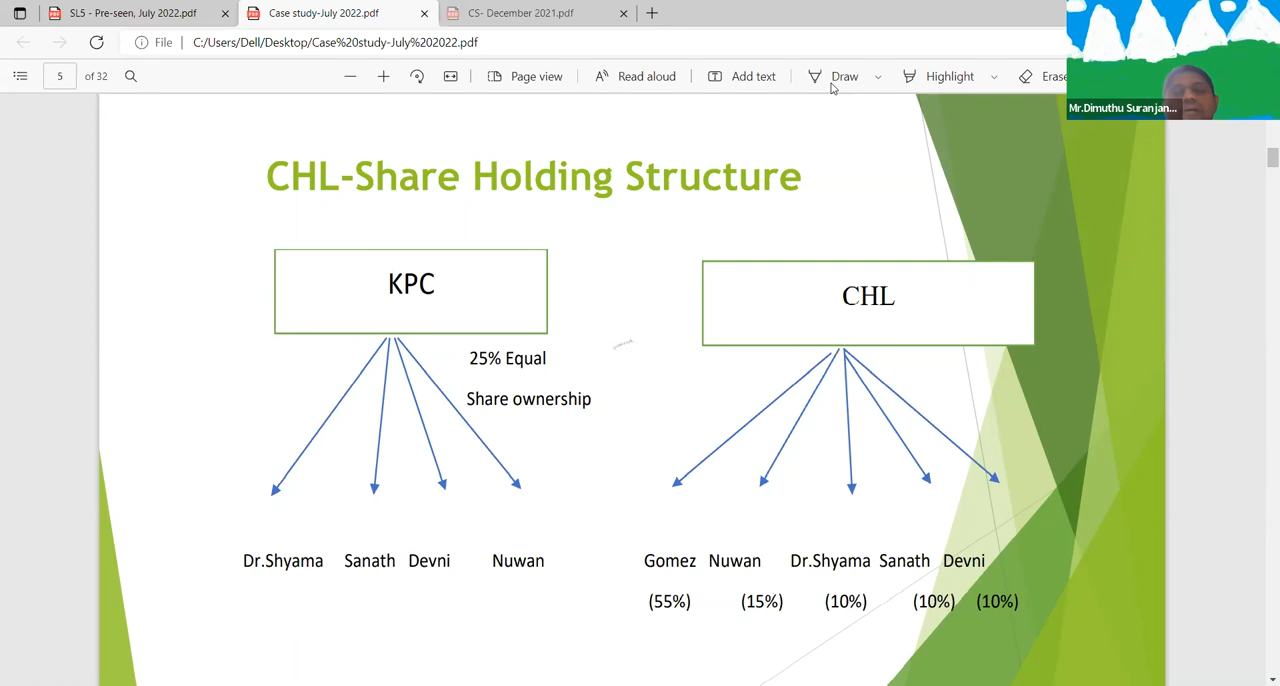 SL5 - Pre-seen, July 2022.pdf
Case study-July 2022.pdf
CS- December 2021.pdf
File
C:/Users/Dell/Desktop/Case%20study-July%202022.pdf
5 of 32
Page view
Read aloud
Add text
Draw
Highlight
Erase
Mr.Dimuthu Suranjan...
CHL-Share Holding Structure
KPC
CHL
25% Equal
Share ownership
Dr.Shyama Sanath Devni Nuwan
Gomez Nuwan Dr.Shyama Sanath Devni
(55%) (15%) (10%) (10%) (10%)